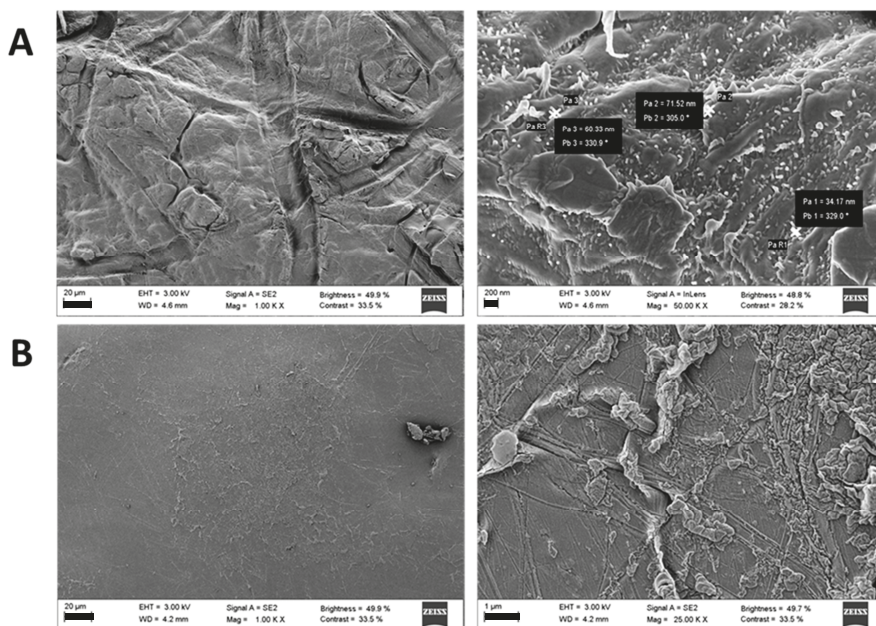 A
20 µm
EHT = 3.00 kV
Signal A = SE2
Brightness = 49.9 %
WD = 4.6 mm
Mag = 1.00 K X
Contrast = 33.5 %
ZEISS
Pa 3
Pa R3
Pa 3 = 60.33 nm
Pb 3 = 330.9 °
Pa 2 = 71.52 nm
Pb 2 = 305.0 °
Pa 2
Pa 1 = 34.17 nm
Pb 1 = 329.0 °
Pa R1
200 nm
EHT = 3.00 kV
Signal A = InLens
Brightness = 48.8 %
WD = 4.6 mm
Mag = 50.00 K X
Contrast = 28.2 %
ZEISS
B
20 µm
EHT = 3.00 kV
Signal A = SE2
Brightness = 49.9 %
WD = 4.2 mm
Mag = 1.00 K X
Contrast = 33.5 %
ZEISS
1 µm
EHT = 3.00 kV
Signal A = SE2
Brightness = 49.7 %
WD = 4.2 mm
Mag = 25.00 K X
Contrast = 33.5 %
ZEISS